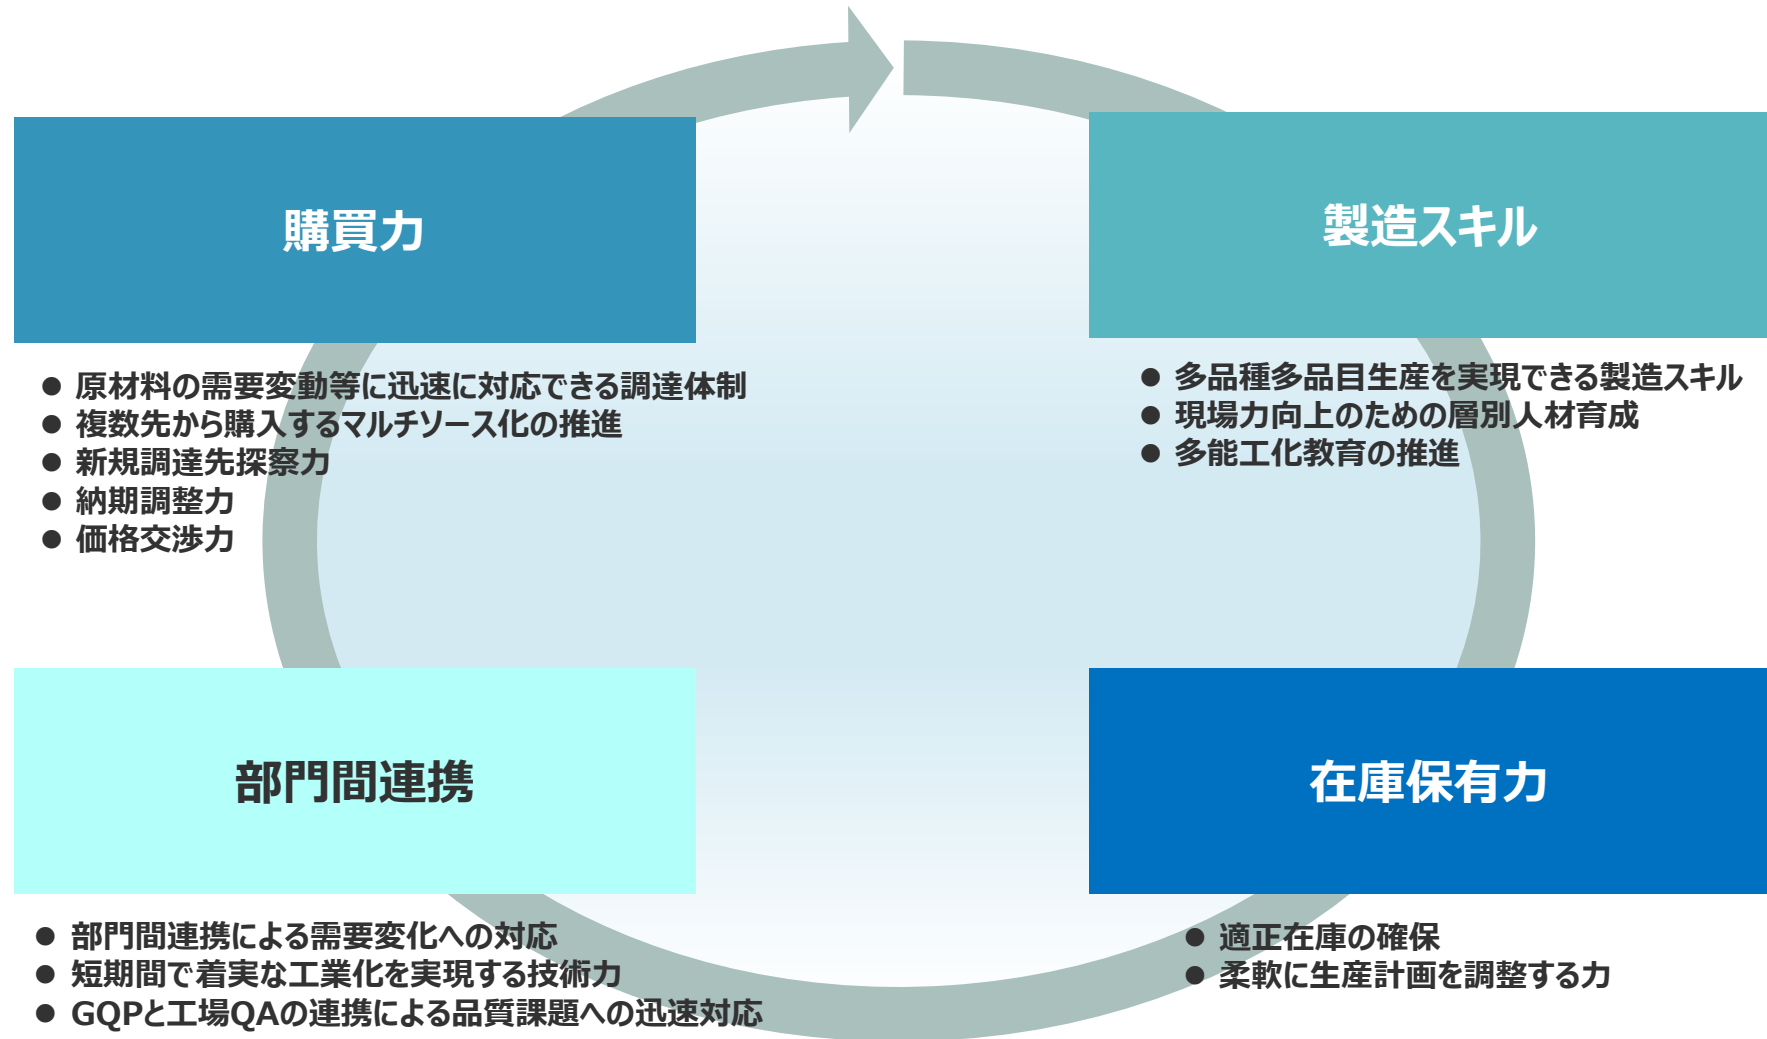 購買力
● 原材料の需要変動等に迅速に対応できる調達体制
● 複数先から購入するマルチソース化の推進
● 新規調達先探察力
● 納期調整力
● 価格交渉力
製造スキル
● 多品種多品目生産を実現できる製造スキル
● 現場力向上のための層別人材育成
● 多能工化教育の推進
部門間連携
● 部門間連携による需要変化への対応
● 短期間で着実な工業化を実現する技術力
● GQPと工場QAの連携による品質課題への迅速対応
在庫保有力
● 適正在庫の確保
● 柔軟に生産計画を調整する力